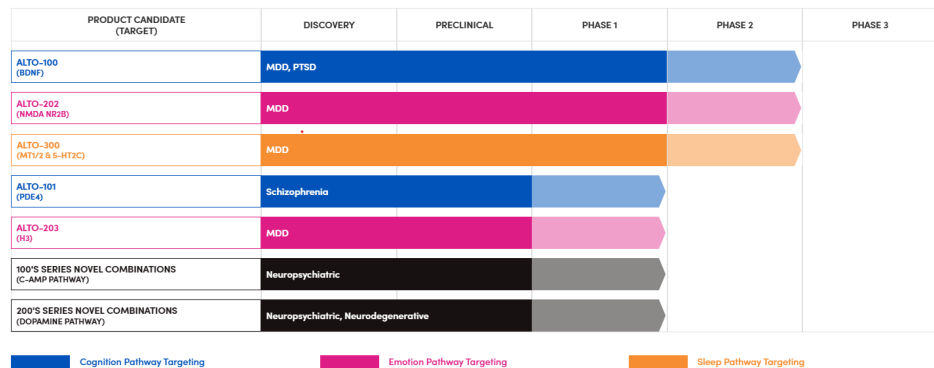 PRODUCT CANDIDATE
(TARGET)
DISCOVERY
PRECLINICAL
PHASE 1
PHASE 2
PHASE 3
ALTO-100
(BDNF)
MDD, PTSD
ALTO-202
(NMDA NR2B)
MDD
ALTO-300
(MT1/2 & 5-HT2C)
MDD
ALTO-101
(PDE4)
Schizophrenia
ALTO-203
(H3)
MDD
100'S SERIES NOVEL COMBINATIONS
(C-AMP PATHWAY)
Neuropsychiatric
200'S SERIES NOVEL COMBINATIONS
(DOPAMINE PATHWAY)
Neuropsychiatric, Neurodegenerative
Cognition Pathway Targeting
Emotion Pathway Targeting
Sleep Pathway Targeting